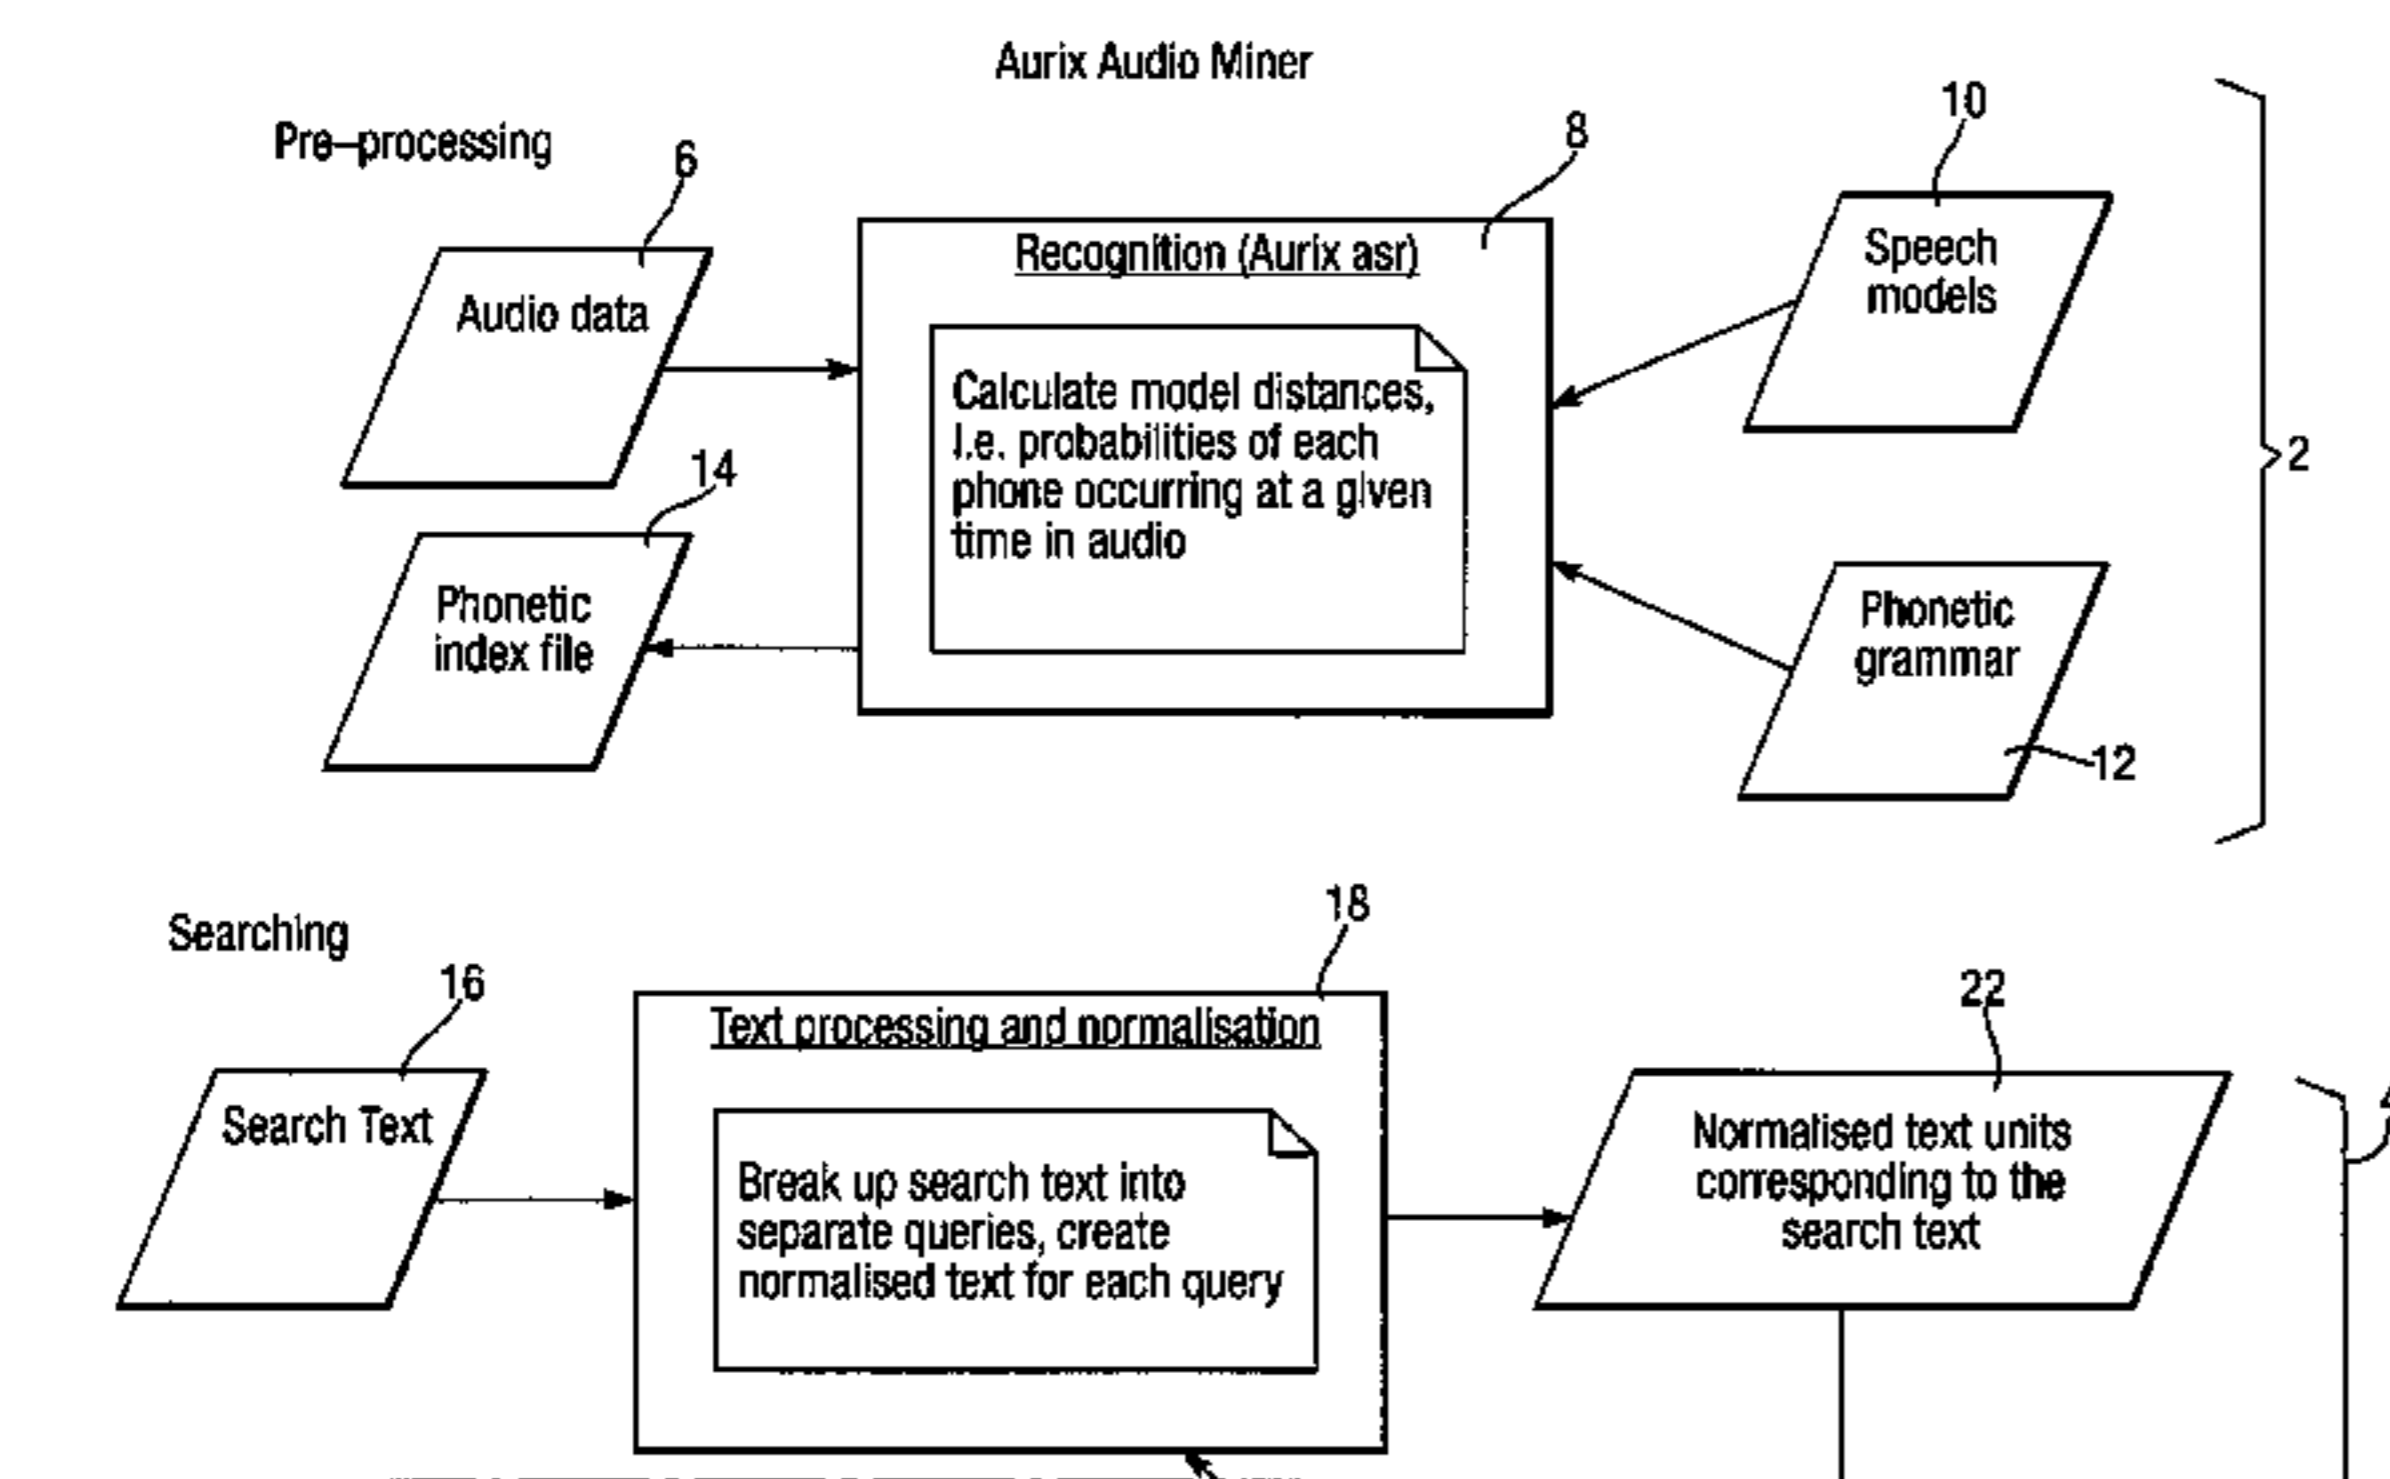 Aurix Audio Miner
Pre-processing
6
8
10
Audio data
Recognition (Aurix asr)
Speech
models
Calculate model distances,
I.e. probabilities of each
phone occurring at a given
time in audio
2
14
Phonetic
index file
Phonetic
grammar
12
Searching
16
18
22
Search Text
Text processing and normalisation
Break up search text into
separate queries, create
normalised text for each query
Normalised text units
corresponding to the
search text